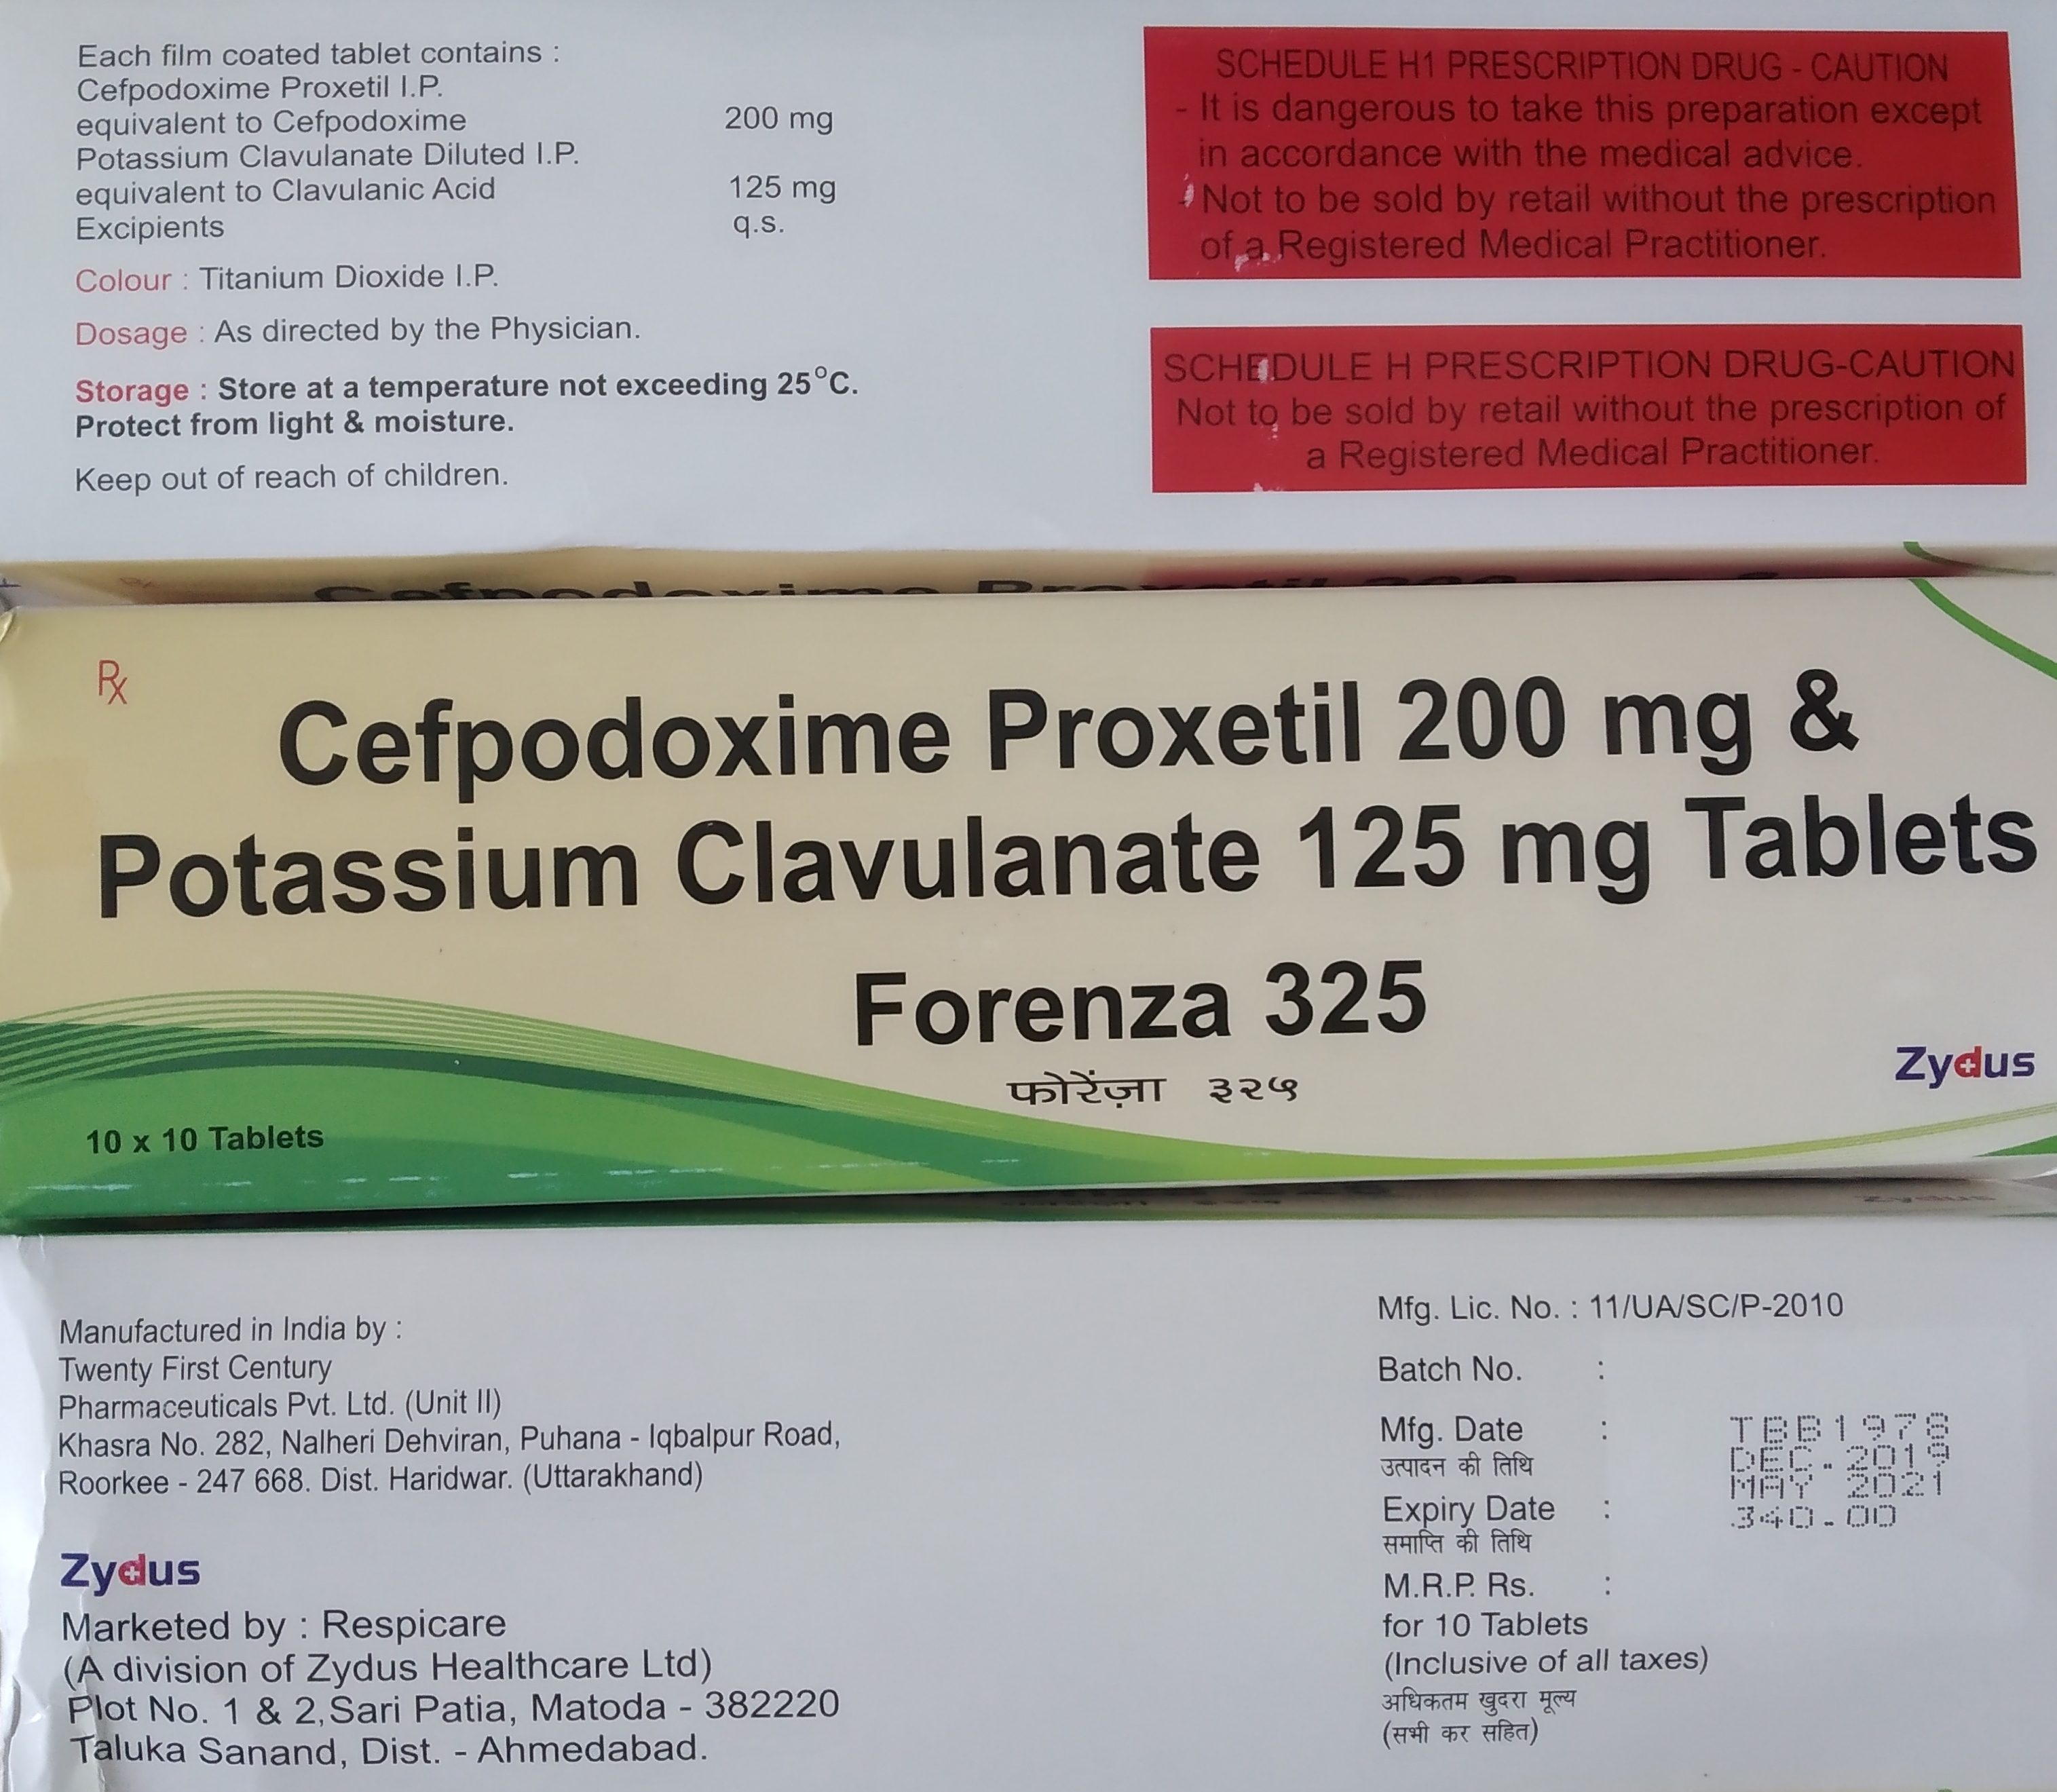 Each film coated tablet contains :
Cefpodoxime Proxetil I.P.
equivalent to Cefpodoxime 200 mg
Potassium Clavulanate Diluted I.P.
equivalent to Clavulanic Acid 125 mg
Excipients q.s.
Colour : Titanium Dioxide I.P.
Dosage : As directed by the Physician.
Storage : Store at a temperature not exceeding 25°C.
Protect from light & moisture.
Keep out of reach of children.
SCHEDULE H1 PRESCRIPTION DRUG - CAUTION
- It is dangerous to take this preparation except
in accordance with the medical advice.
- Not to be sold by retail without the prescription
of a Registered Medical Practitioner.
SCHEDULE H PRESCRIPTION DRUG-CAUTION
Not to be sold by retail without the prescription of
a Registered Medical Practitioner.
Cefpodoxime Proxetil 200 mg &
Rx
Cefpodoxime Proxetil 200 mg &
Potassium Clavulanate 125 mg Tablets
Forenza 325
फोरेंज़ा ३२५
Zydus
10 x 10 Tablets
Zydus
Manufactured in India by :
Twenty First Century
Pharmaceuticals Pvt. Ltd. (Unit II)
Khasra No. 282, Nalheri Dehviran, Puhana - Iqbalpur Road,
Roorkee - 247 668. Dist. Haridwar. (Uttarakhand)
Zydus
Marketed by : Respicare
(A division of Zydus Healthcare Ltd)
Plot No. 1 & 2, Sari Patia, Matoda - 382220
Taluka Sanand, Dist. - Ahmedabad.
Mfg. Lic. No. : 11/UA/SC/P-2010
Batch No. :
Mfg. Date :
उत्पादन की तिथि
Expiry Date :
समाप्ति की तिथि
M.R.P. Rs. :
for 10 Tablets
(Inclusive of all taxes)
अधिकतम खुदरा मूल्य
(सभी कर सहित)
TBB1978
DEC.2019
MAY 2021
340.00